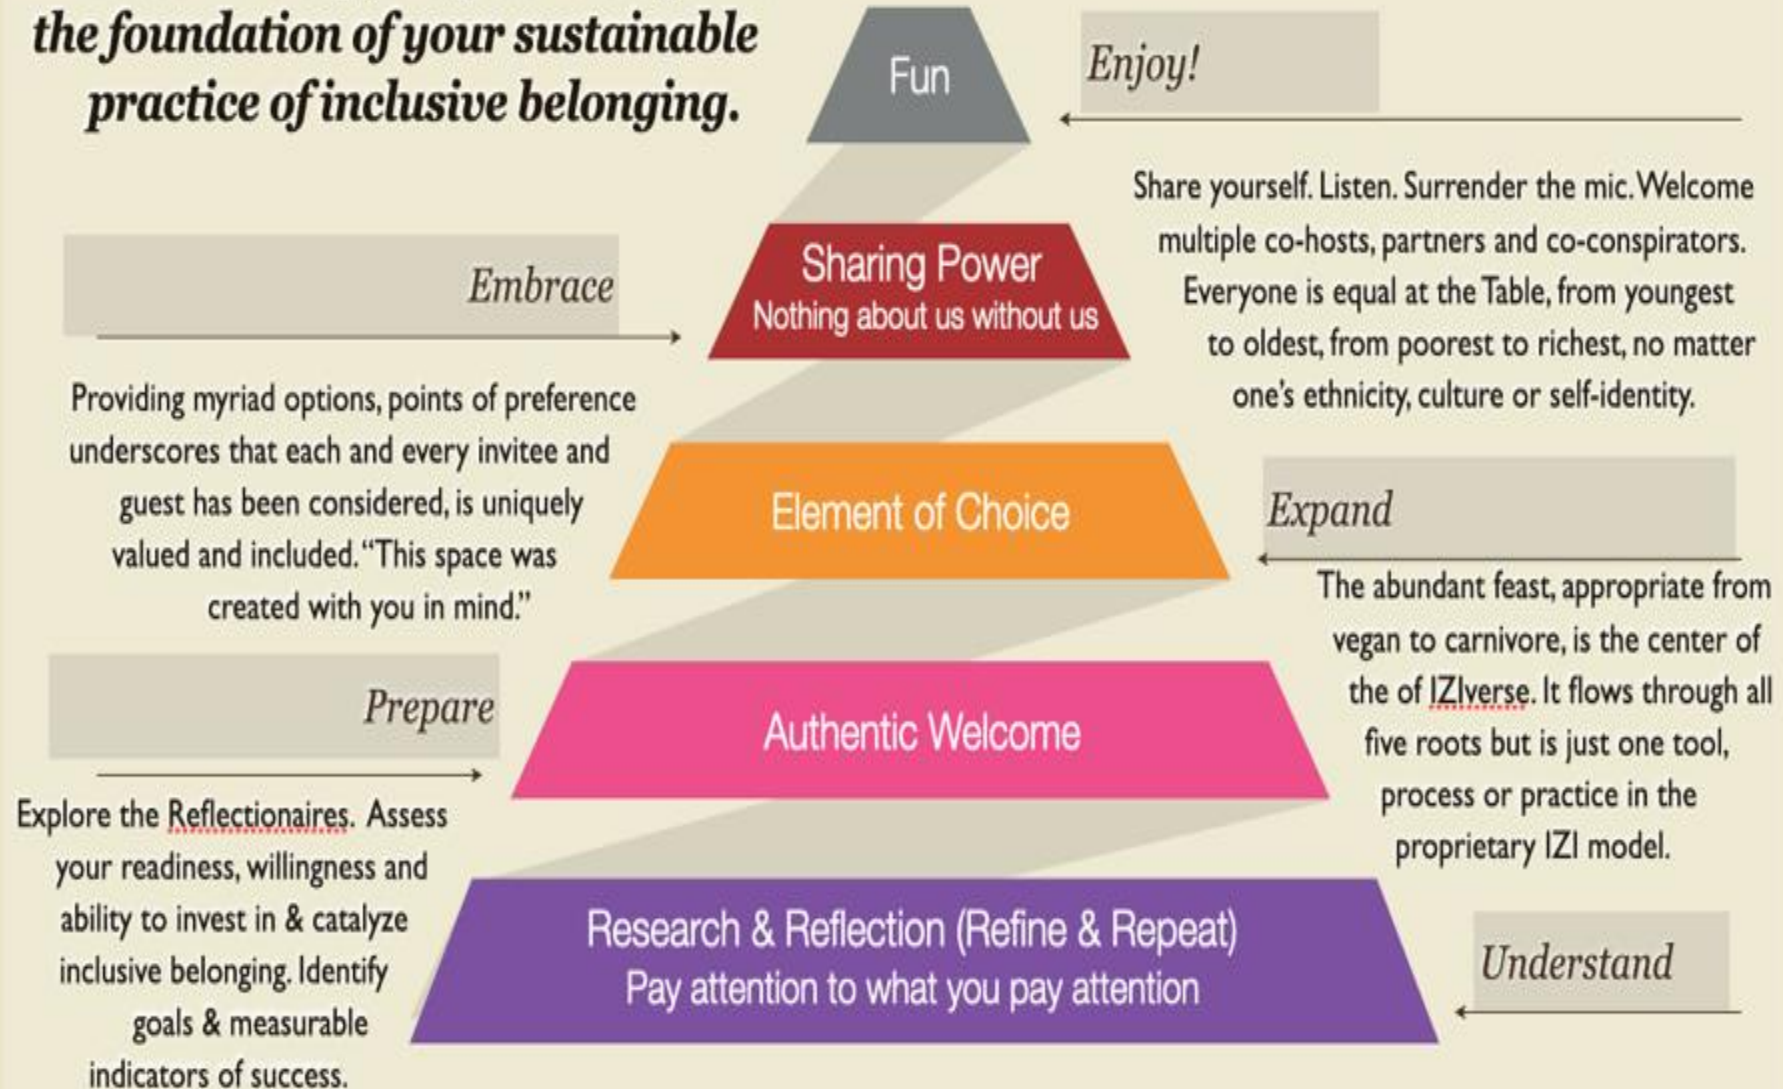 the foundation of your sustainable
practice of inclusive belonging.
Fun
Enjoy!
Share yourself. Listen. Surrender the mic. Welcome
multiple co-hosts, partners and co-conspirators.
Everyone is equal at the Table, from youngest
to oldest, from poorest to richest, no matter
one's ethnicity, culture or self-identity.
Sharing Power
Nothing about us without us
Embrace
Providing myriad options, points of preference
underscores that each and every invitee and
guest has been considered, is uniquely
valued and included. “This space was
created with you in mind.”
Element of Choice
Expand
The abundant feast, appropriate from
vegan to carnivore, is the center of
the of IZIverse. It flows through all
five roots but is just one tool,
process or practice in the
proprietary IZI model.
Prepare
Authentic Welcome
Explore the Reflectionaires. Assess
your readiness, willingness and
ability to invest in & catalyze
inclusive belonging. Identify
goals & measurable
indicators of success.
Research & Reflection (Refine & Repeat)
Pay attention to what you pay attention
Understand